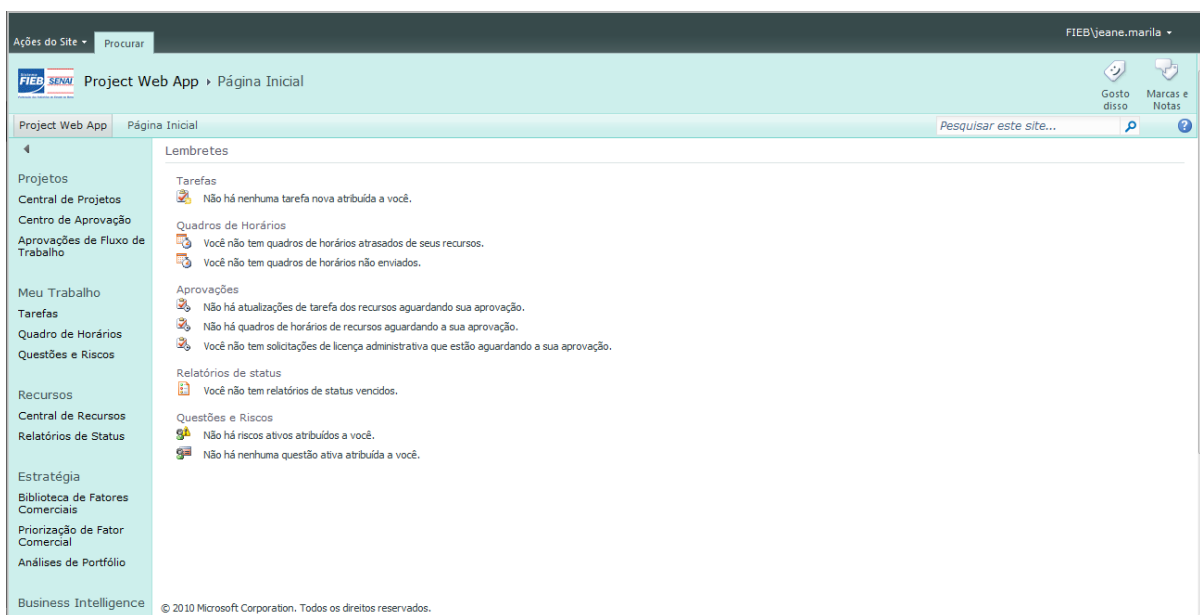 FIEB\jeane.marila
Ações do Site
Procurar
FIEB SENAI
Project Web App
Página Inicial
Gosto disso
Marcas e Notas
Project Web App
Página Inicial
Pesquisar este site...
Projetos
Central de Projetos
Centro de Aprovação
Aprovações de Fluxo de
Trabalho
Meu Trabalho
Tarefas
Quadro de Horários
Questões e Riscos
Recursos
Central de Recursos
Relatórios de Status
Estratégia
Biblioteca de Fatores
Comerciais
Priorização de Fator
Comercial
Análises de Portfólio
Business Intelligence
Lembretes
Tarefas
Não há nenhuma tarefa nova atribuída a você.
Quadros de Horários
Você não tem quadros de horários atrasados de seus recursos.
Você não tem quadros de horários não enviados.
Aprovações
Não há atualizações de tarefa dos recursos aguardando sua aprovação.
Não há quadros de horários de recursos aguardando a sua aprovação.
Você não tem solicitações de licença administrativa que estão aguardando a sua aprovação.
Relatórios de status
Você não tem relatórios de status vencidos.
Questões e Riscos
Não há riscos ativos atribuídos a você.
Não há nenhuma questão ativa atribuída a você.
© 2010 Microsoft Corporation. Todos os direitos reservados.